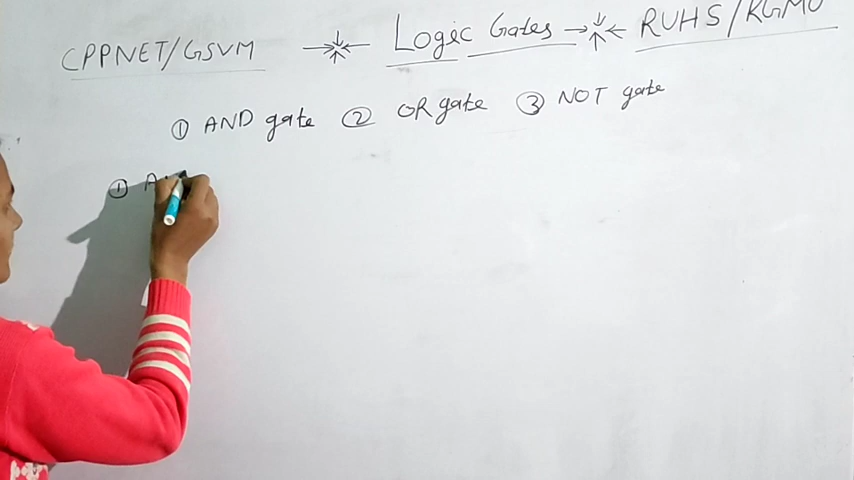 CPPNET/GSVM Logic Gates RUHS/KGMU
① AND gate ② OR gate ③ NOT gate
①